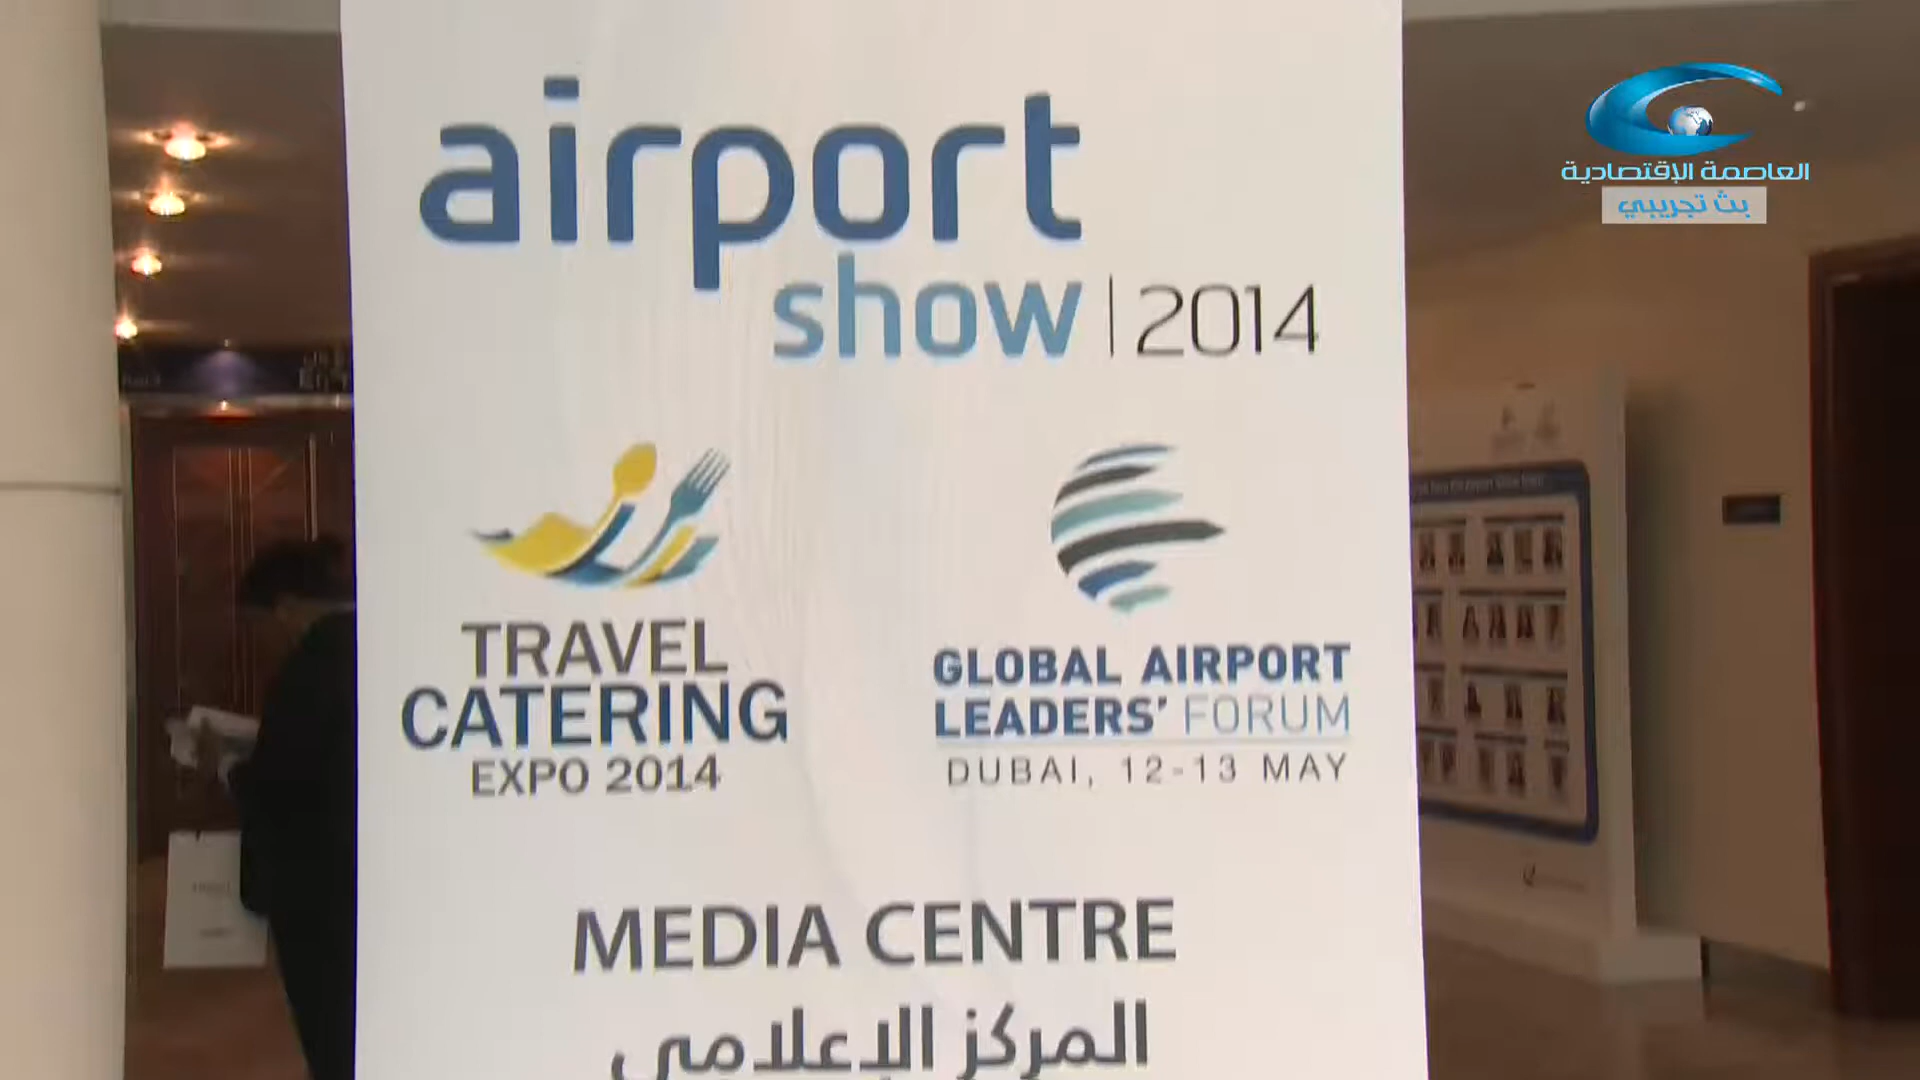 airport
show | 2014
TRAVEL
CATERING
EXPO 2014
GLOBAL AIRPORT
LEADERS' FORUM
DUBAI, 12-13 MAY
MEDIA CENTRE
المركز الإعلامي
العاصمة الإقتصادية
بث تجريبي